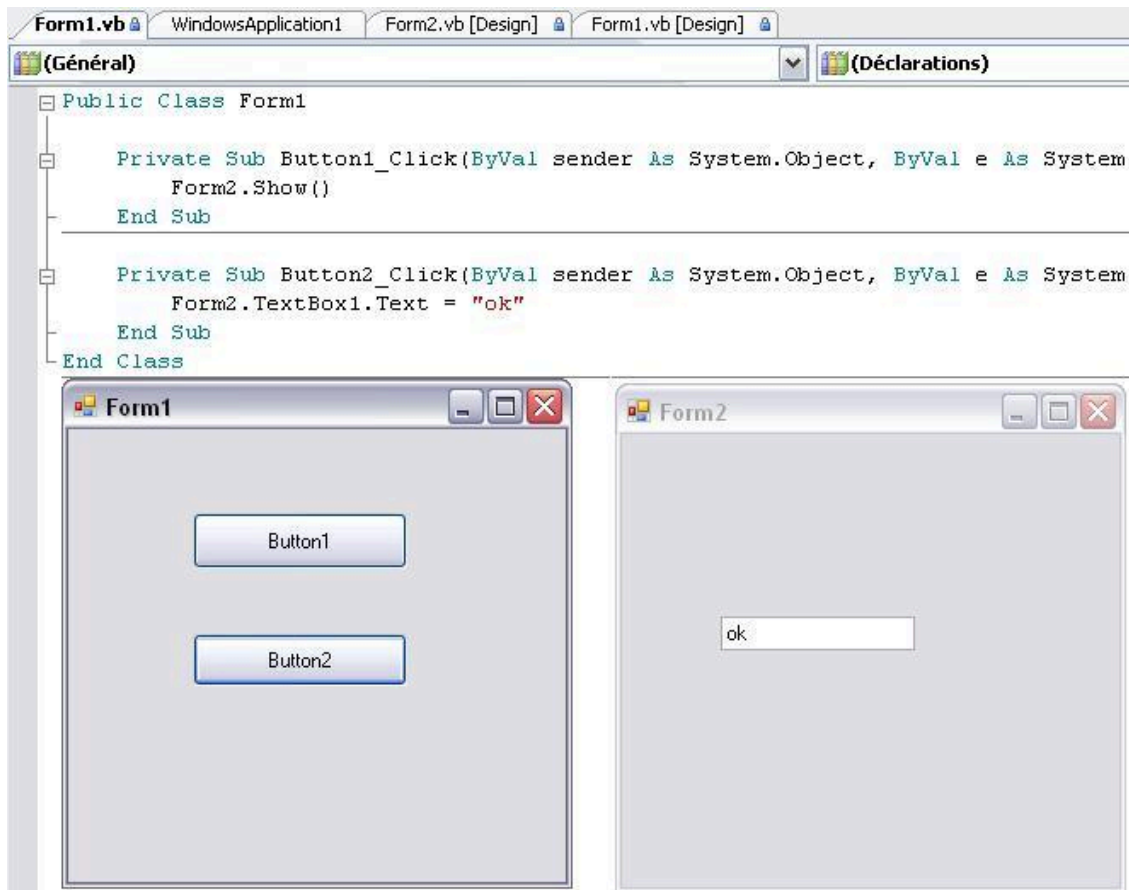 Form1.vb WindowsApplication1 Form2.vb [Design] Form1.vb [Design]
(Général) (Déclarations)
Public Class Form1
Private Sub Button1_Click(ByVal sender As System.Object, ByVal e As System
Form2.Show()
End Sub
Private Sub Button2_Click(ByVal sender As System.Object, ByVal e As System
Form2.TextBox1.Text = "ok"
End Sub
End Class
Form1 Form2
Button1
ok
Button2